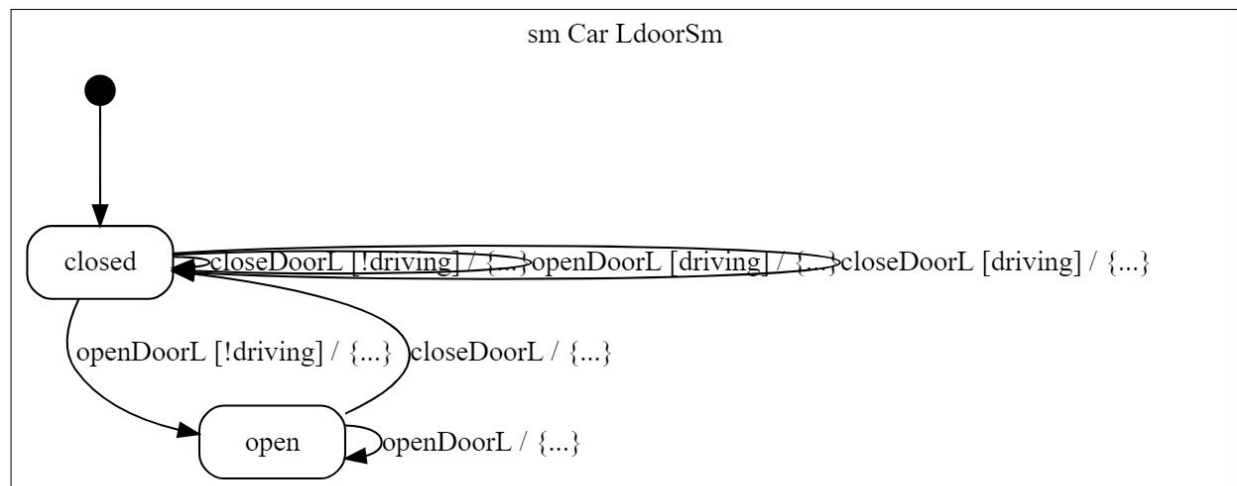 sm Car LdoorSm
closed
closeDoorL [!driving] / {...}
openDoorL [driving] / {...}
closeDoorL [driving] / {...}
openDoorL [!driving] / {...}
closeDoorL / {...}
open
openDoorL / {...}